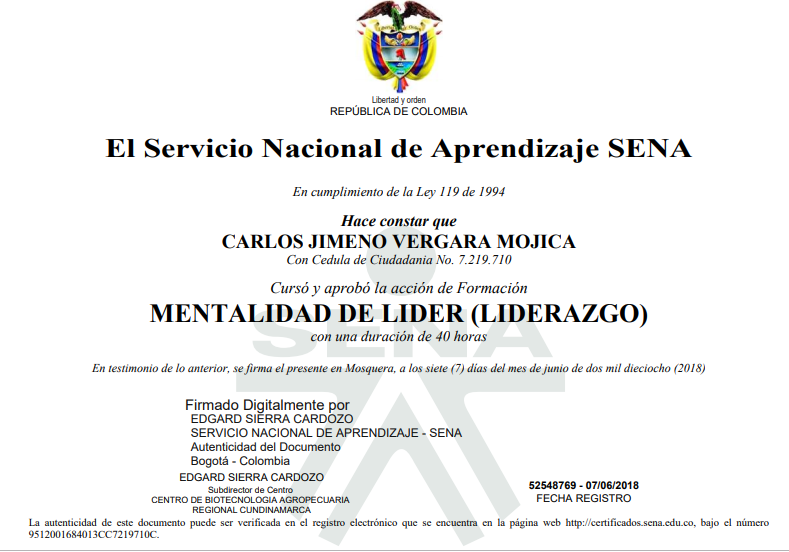 Libertad y orden
REPÚBLICA DE COLOMBIA
El Servicio Nacional de Aprendizaje SENA
En cumplimiento de la Ley 119 de 1994
Hace constar que
CARLOS JIMENO VERGARA MOJICA
Con Cedula de Ciudadania No. 7.219.710
Cursó y aprobó la acción de Formación
MENTALIDAD DE LIDER (LIDERAZGO)
SENA
con una duración de 40 horas
En testimonio de lo anterior, se firma el presente en Mosquera, a los siete (7) días del mes de junio de dos mil dieciocho (2018)
Firmado Digitalmente por
EDGARD SIERRA CARDOZO
SERVICIO NACIONAL DE APRENDIZAJE - SENA
Autenticidad del Documento
Bogotá - Colombia
EDGARD SIERRA CARDOZO
Subdirector de Centro
CENTRO DE BIOTECNOLOGIA AGROPECUARIA
REGIONAL CUNDINAMARCA
52548769 - 07/06/2018
FECHA REGISTRO
La autenticidad de este documento puede ser verificada en el registro electrónico que se encuentra en la página web http://certificados.sena.edu.co, bajo el número
9512001684013CC7219710C.